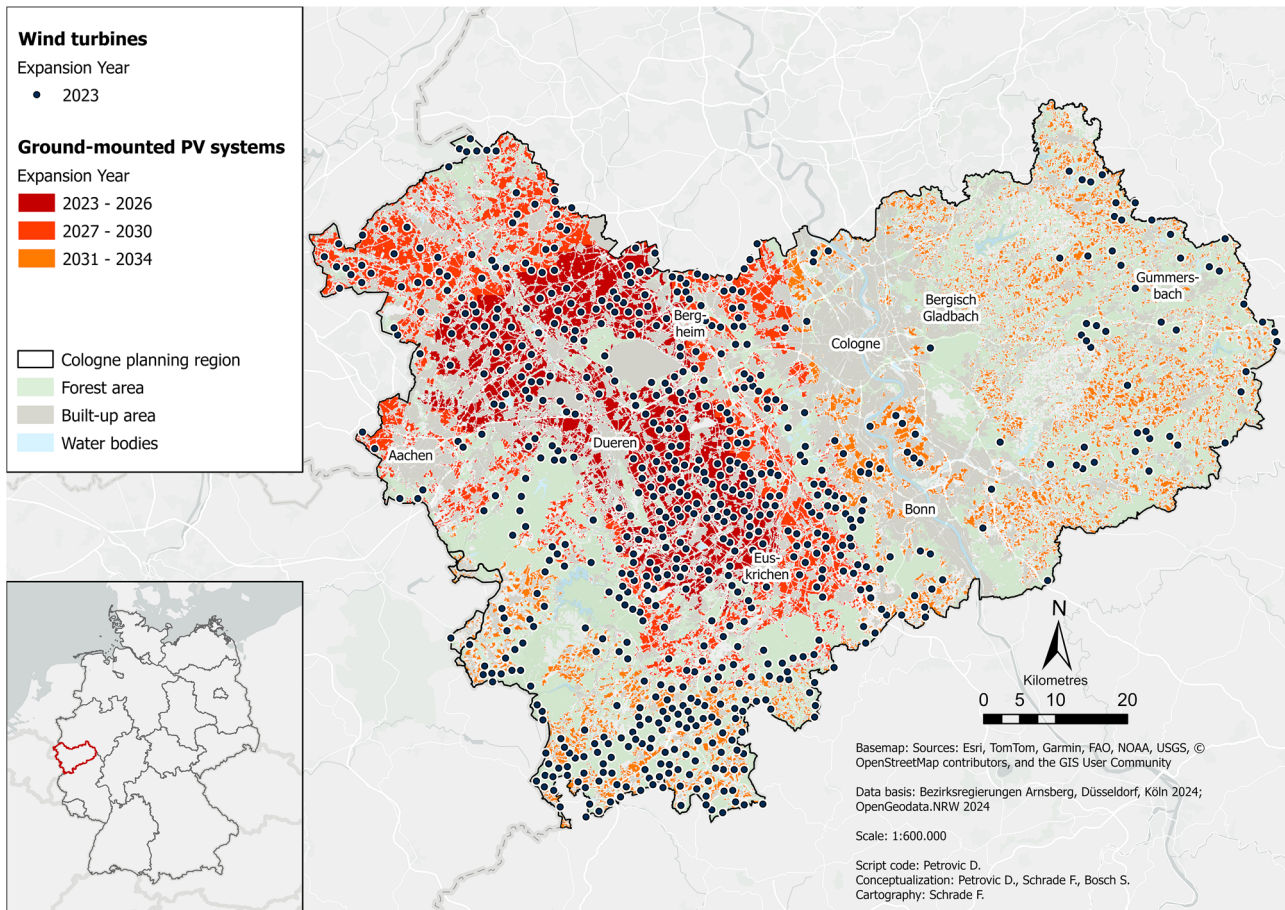 Wind turbines
Expansion Year
2023
Ground-mounted PV systems
Expansion Year
2023 - 2026
2027 - 2030
2031 - 2034
Cologne planning region
Forest area
Built-up area
Water bodies
Gummers-
bach
Bergisch
Gladbach
Berg-
heim
Cologne
Dueren
Aachen
Bonn
Eus-
krichen
N
Kilometres
0 5 10 20
Basemap: Sources: Esri, TomTom, Garmin, FAO, NOAA, USGS, ©
OpenStreetMap contributors, and the GIS User Community
Data basis: Bezirksregierungen Arnsberg, Düsseldorf, Köln 2024;
OpenGeodata.NRW 2024
Scale: 1:600.000
Script code: Petrovic D.
Conceptualization: Petrovic D., Schrade F., Bosch S.
Cartography: Schrade F.